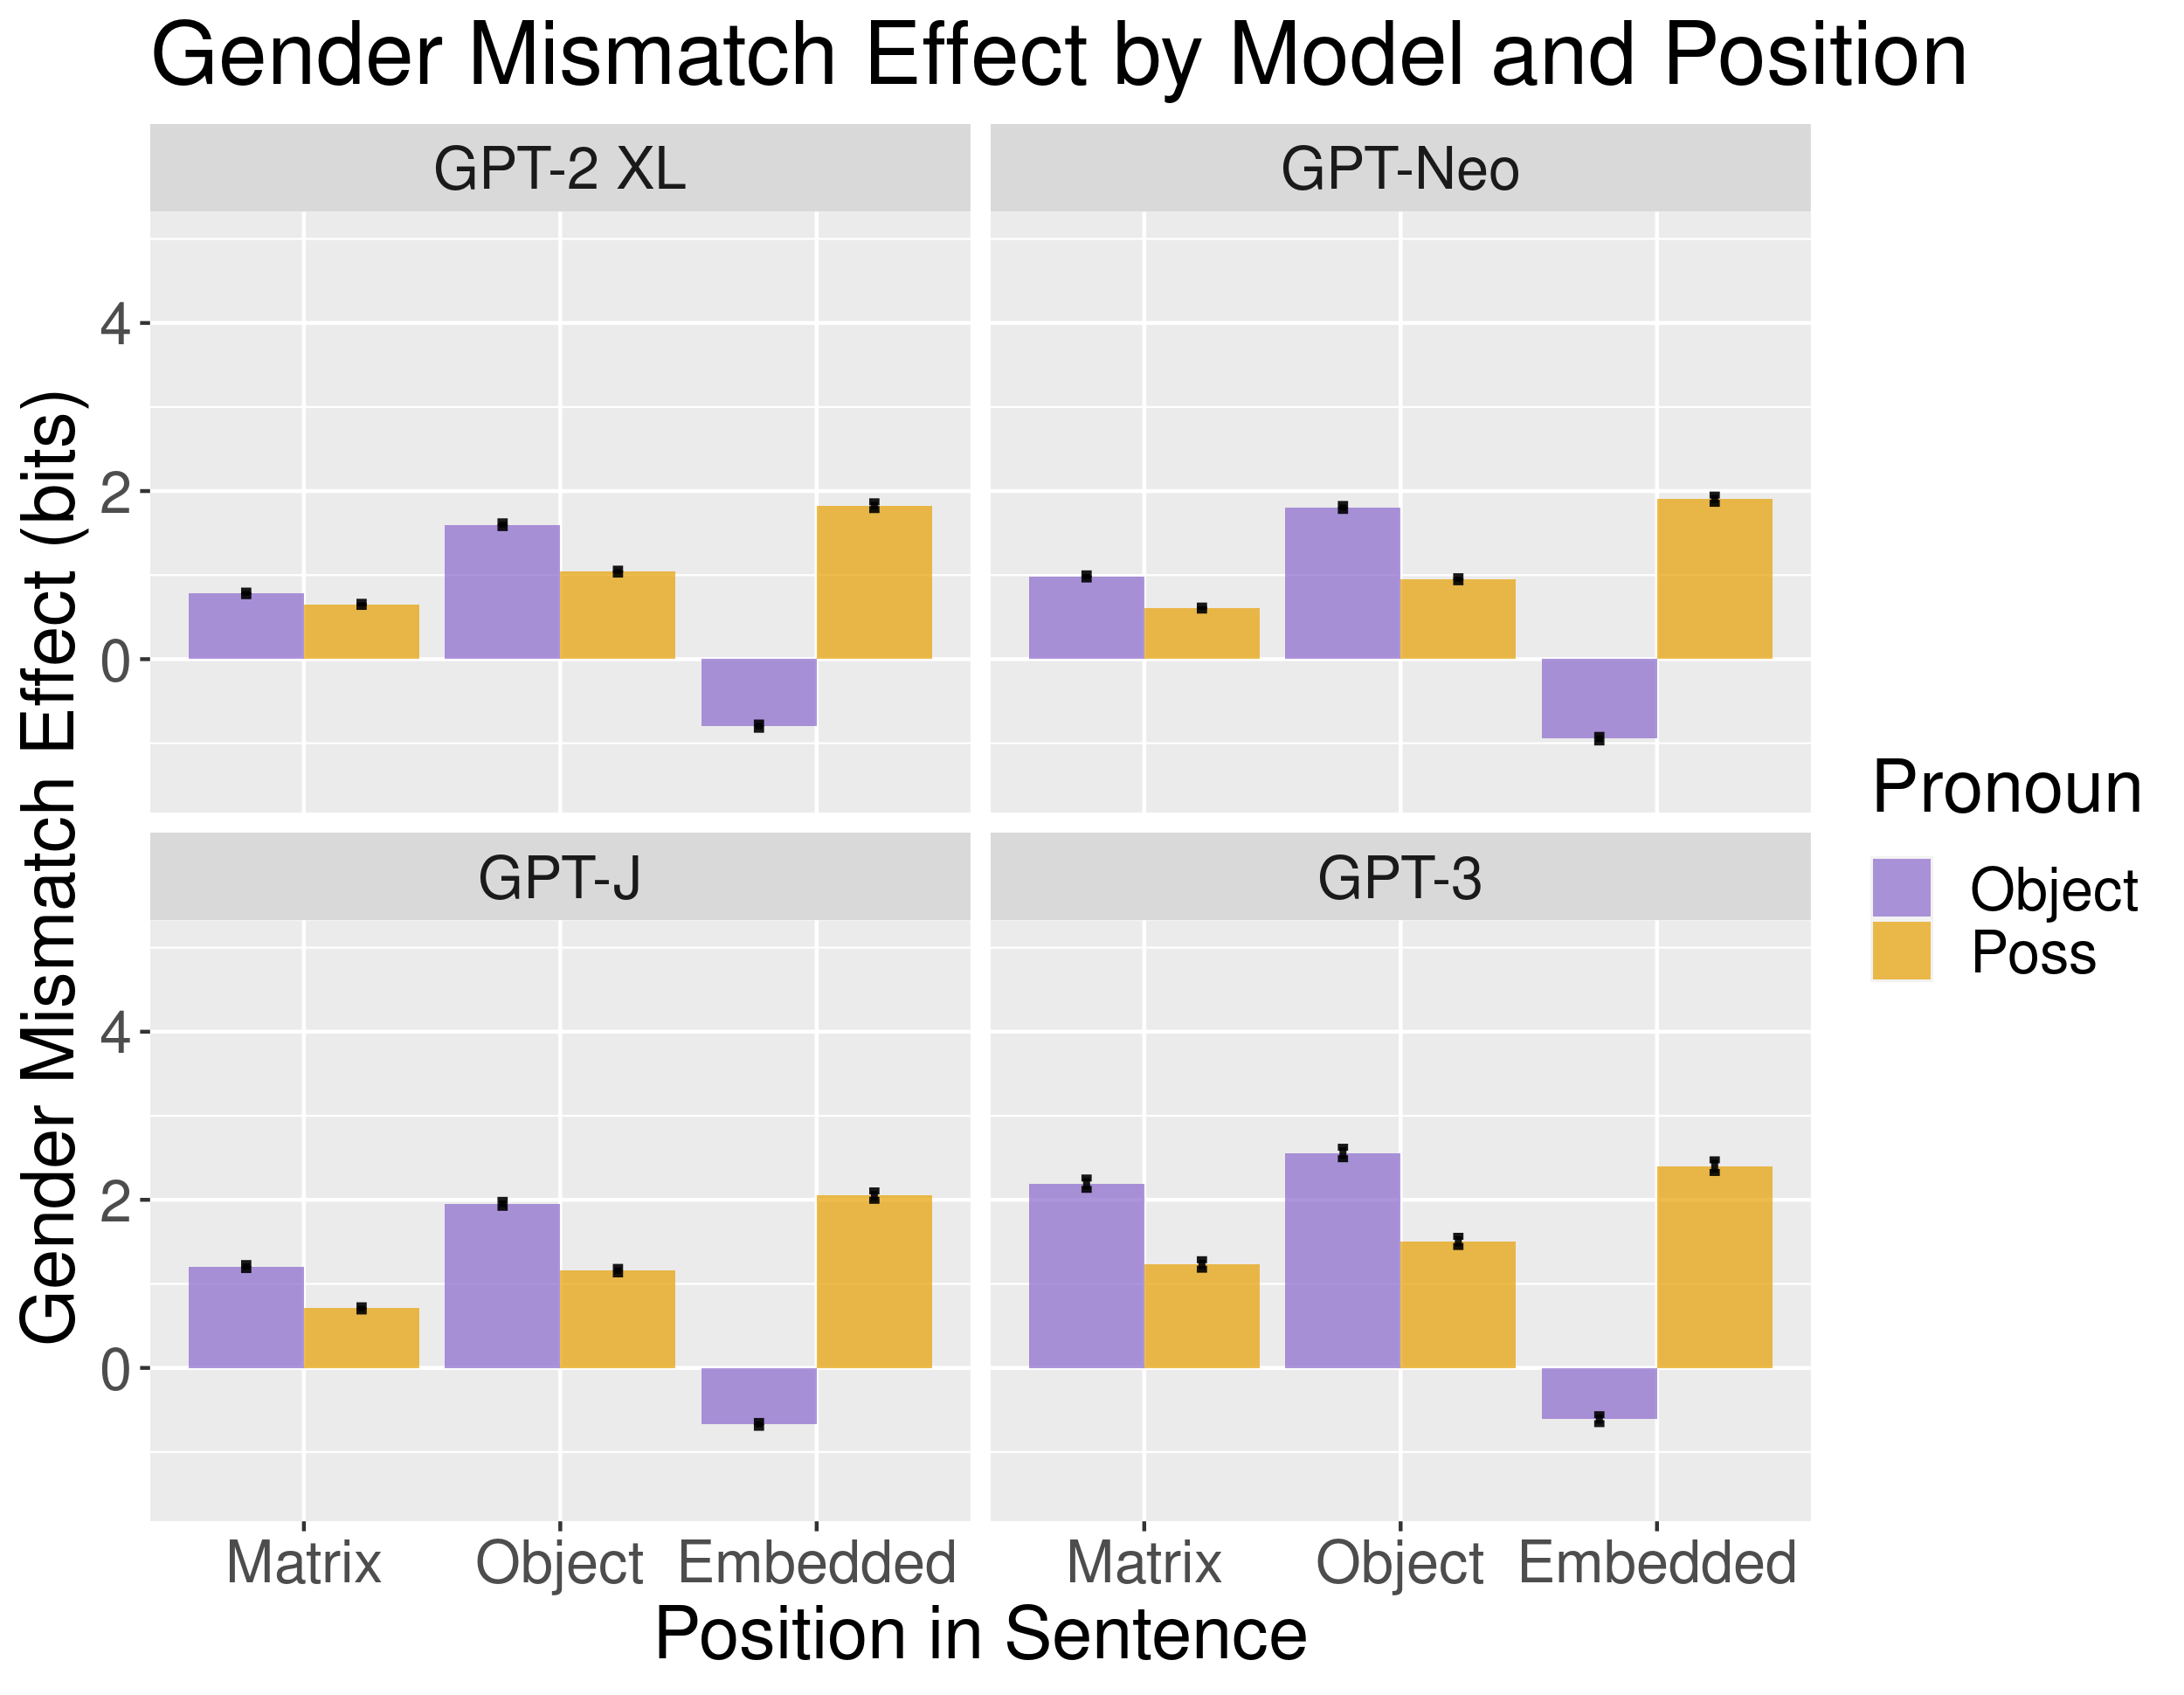 Gender Mismatch Effect by Model and Position
GPT-2 XL
GPT-Neo
4
2
0
GPT-J
GPT-3
4
2
0
Matrix Object Embedded
Matrix Object Embedded
Position in Sentence
Gender Mismatch Effect (bits)
Pronoun
Object
Poss